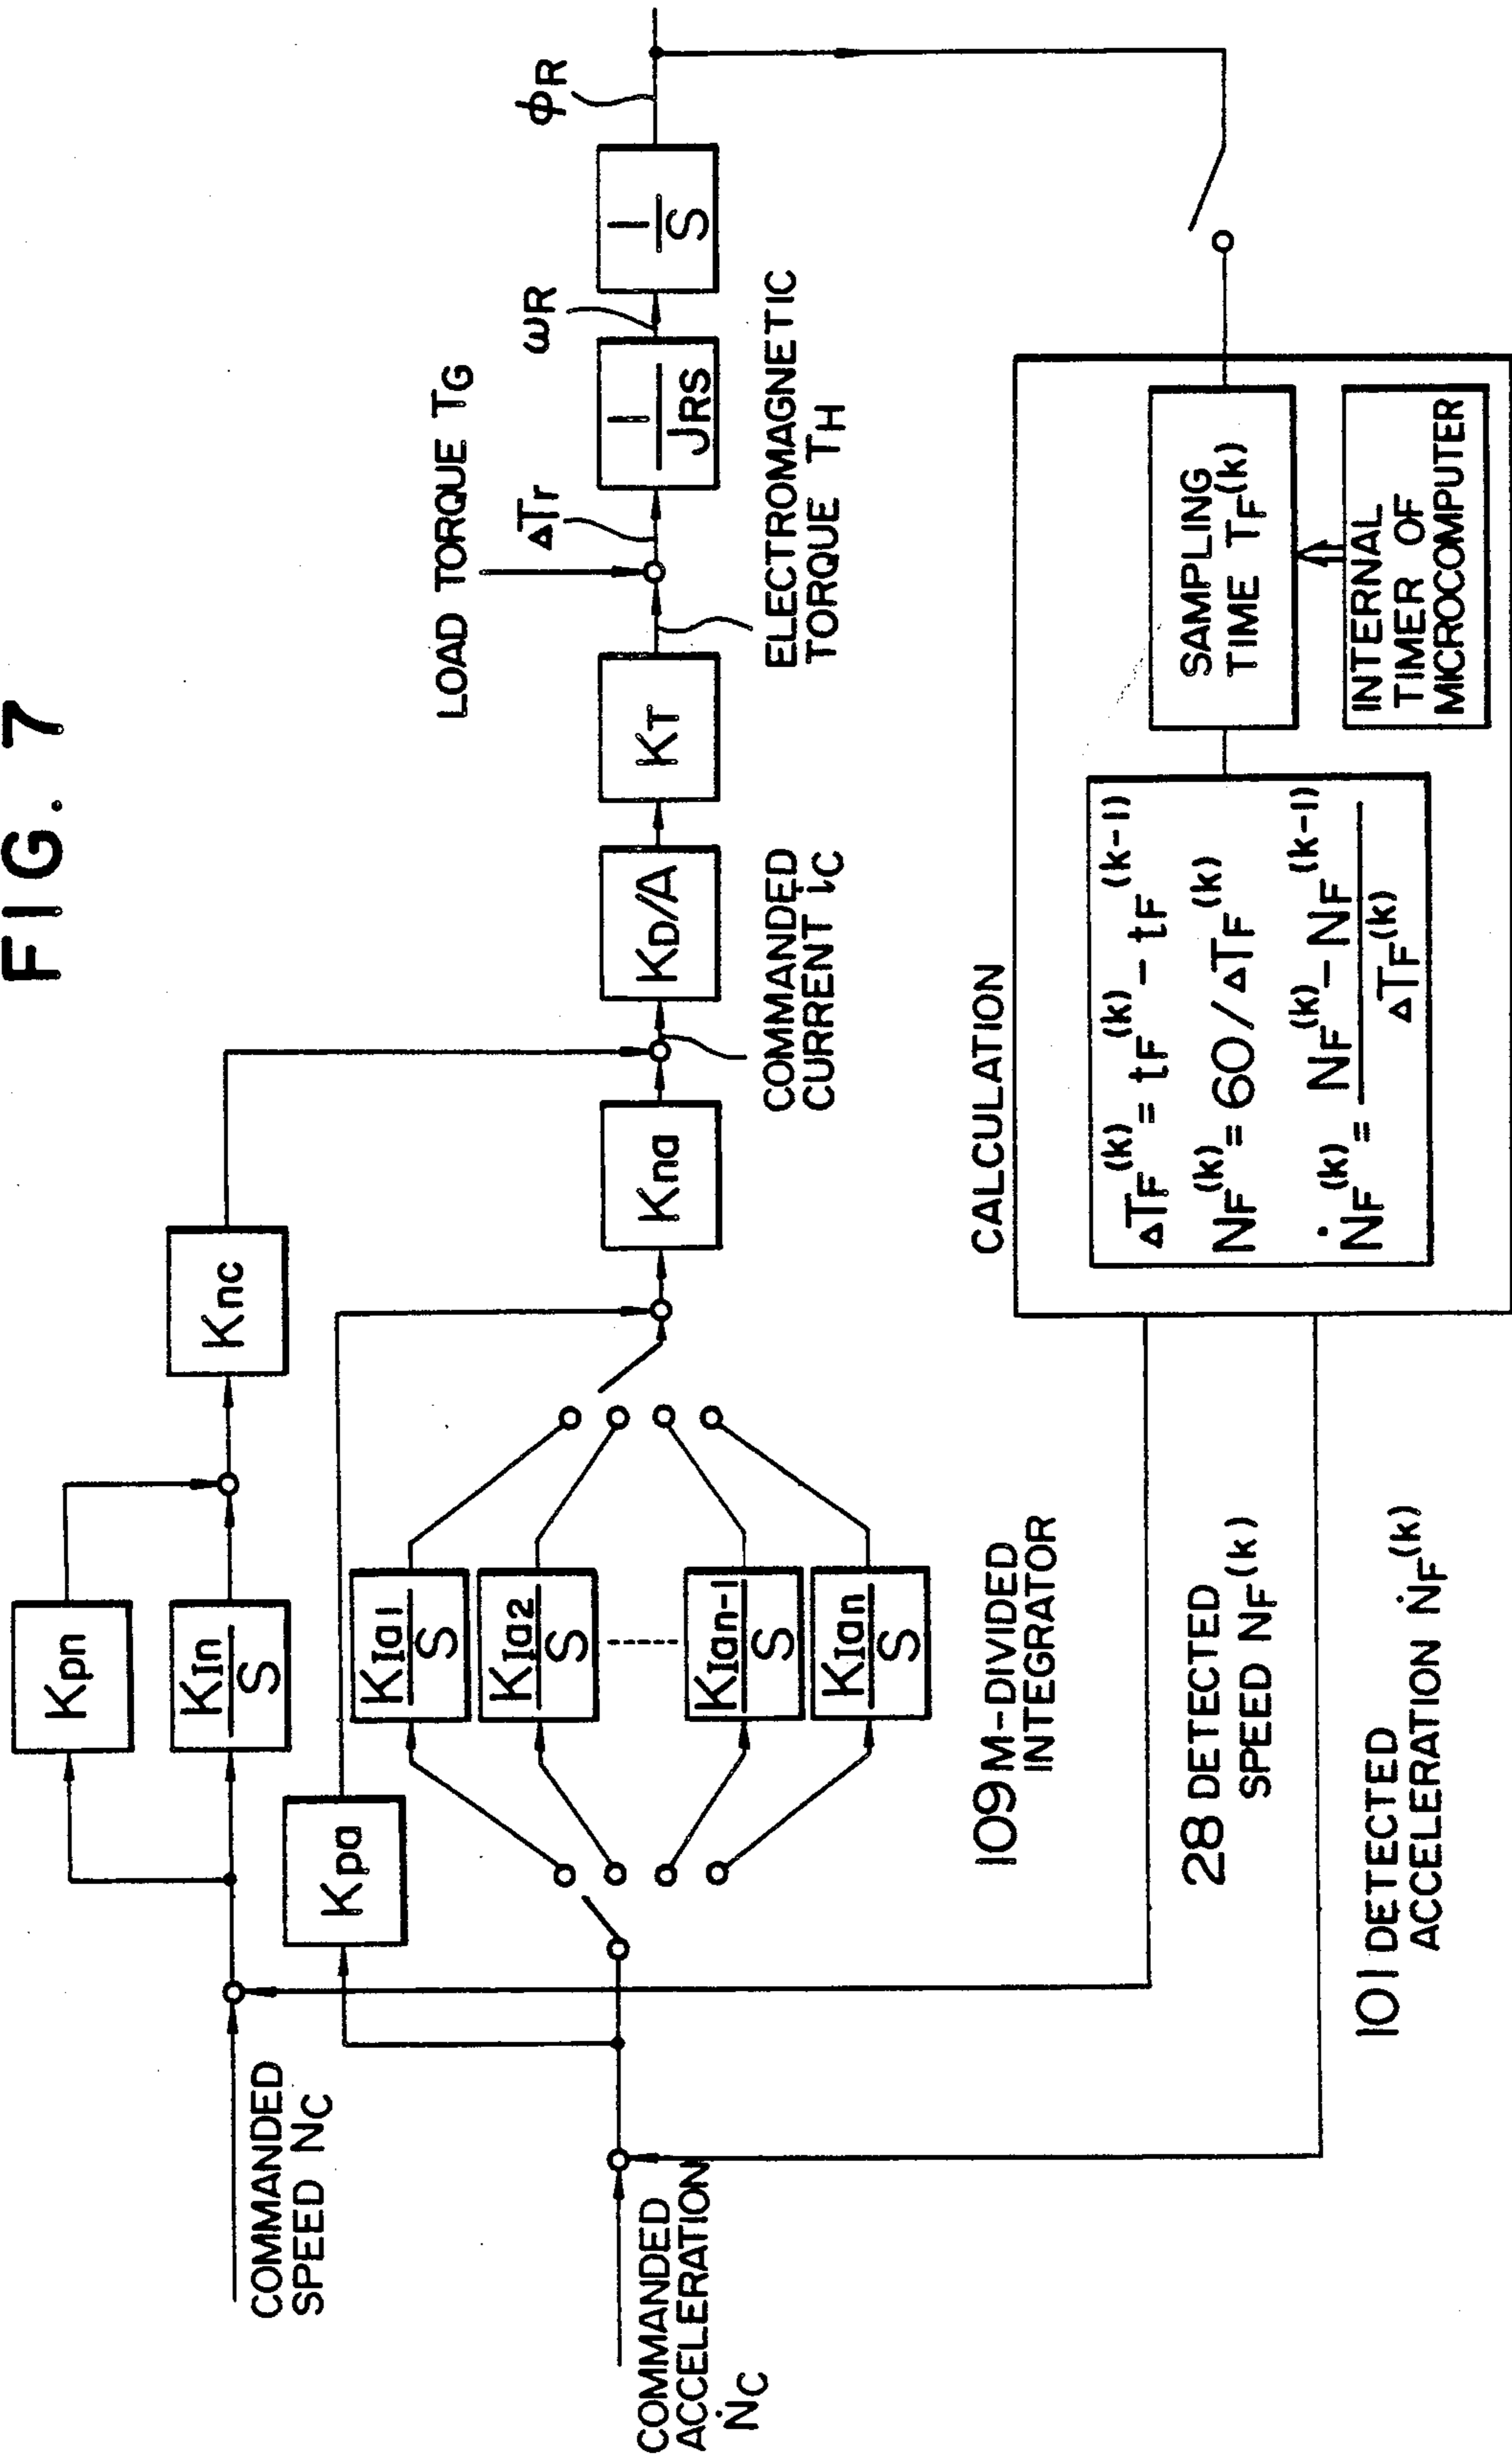 FIG. 7
COMMANDED
SPEED NC
Kpn
KIn
S
Knc
COMMANDED
ACCELERATION
ṄC
Kpa
KIa1
S
KIa2
S
KIan-1
S
KIan
S
109 M-DIVIDED
INTEGRATOR
Kna
COMMANDED
CURRENT iC
KD/A
KT
ELECTROMAGNETIC
TORQUE TH
LOAD TORQUE TG
ΔTr
1
JRS
ωR
1
S
ϕR
28 DETECTED
SPEED NF(k)
101 DETECTED
ACCELERATION ṄF(k)
CALCULATION
ΔTF(k) = tF(k) - tF(k-1)
NF(k) = 60/ΔTF(k)
ṄF(k) = NF(k) - NF(k-1)
ΔTF(k)
SAMPLING
TIME TF(k)
INTERNAL
TIMER OF
MICROCOMPUTER